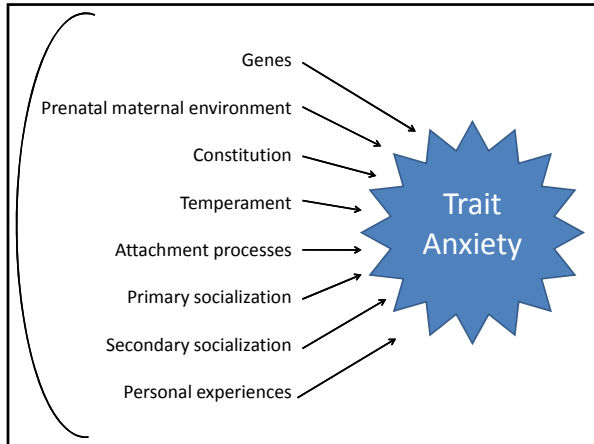 Genes
Prenatal maternal environment
Constitution
Temperament
Attachment processes
Primary socialization
Secondary socialization
Personal experiences
Trait
Anxiety